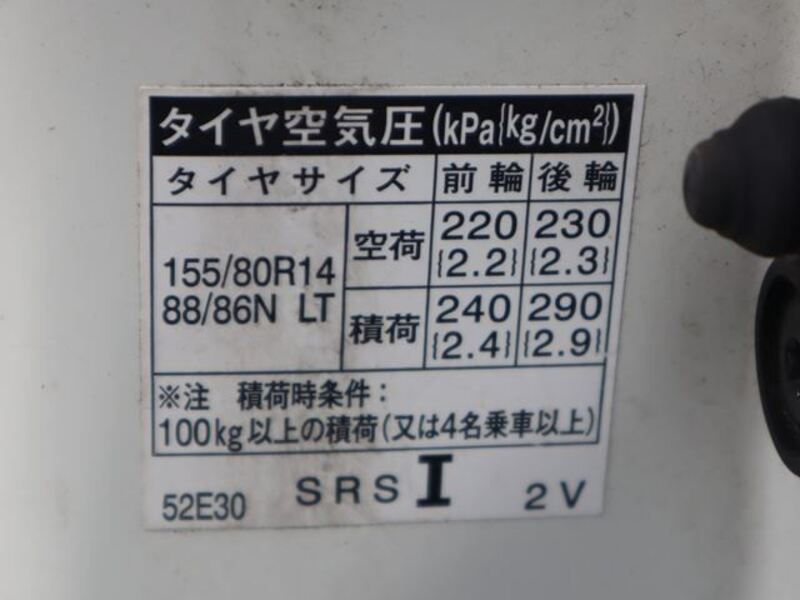 タイヤ空気圧(kPa{kg/cm²})
タイヤサイズ 前輪 後輪
155/80R14
88/86N LT
空荷 220 230
{2.2} {2.3}
積荷 240 290
{2.4} {2.9}
※注 積荷時条件：
100kg以上の積荷(又は4名乗車以上)
52E30 SRS I 2V